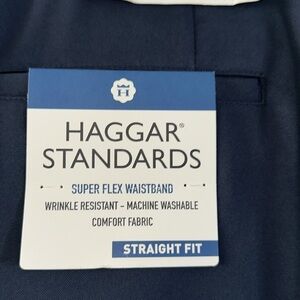 H
HAGGAR®
STANDARDS
SUPER FLEX WAISTBAND
WRINKLE RESISTANT - MACHINE WASHABLE
COMFORT FABRIC
STRAIGHT FIT